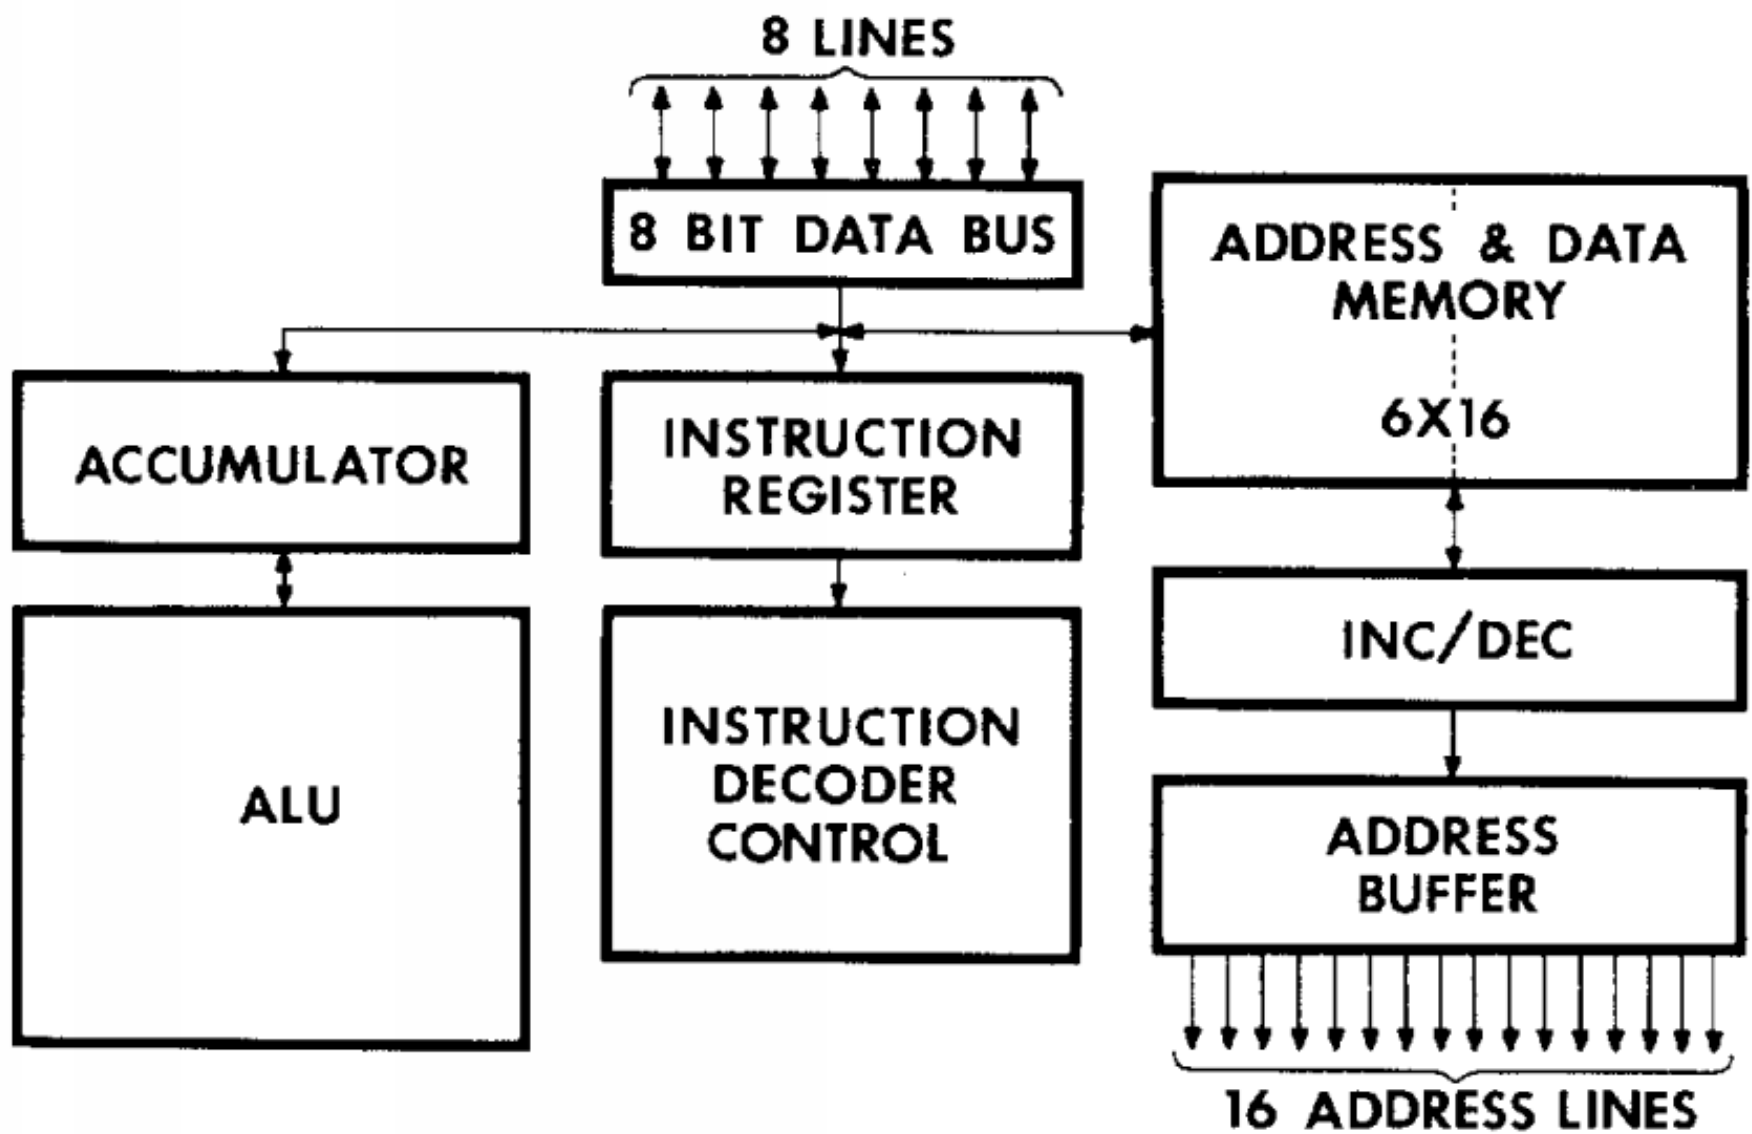 8 LINES
8 BIT DATA BUS
ADDRESS & DATA
MEMORY
6X16
ACCUMULATOR
INSTRUCTION
REGISTER
INC/DEC
ALU
INSTRUCTION
DECODER
CONTROL
ADDRESS
BUFFER
16 ADDRESS LINES